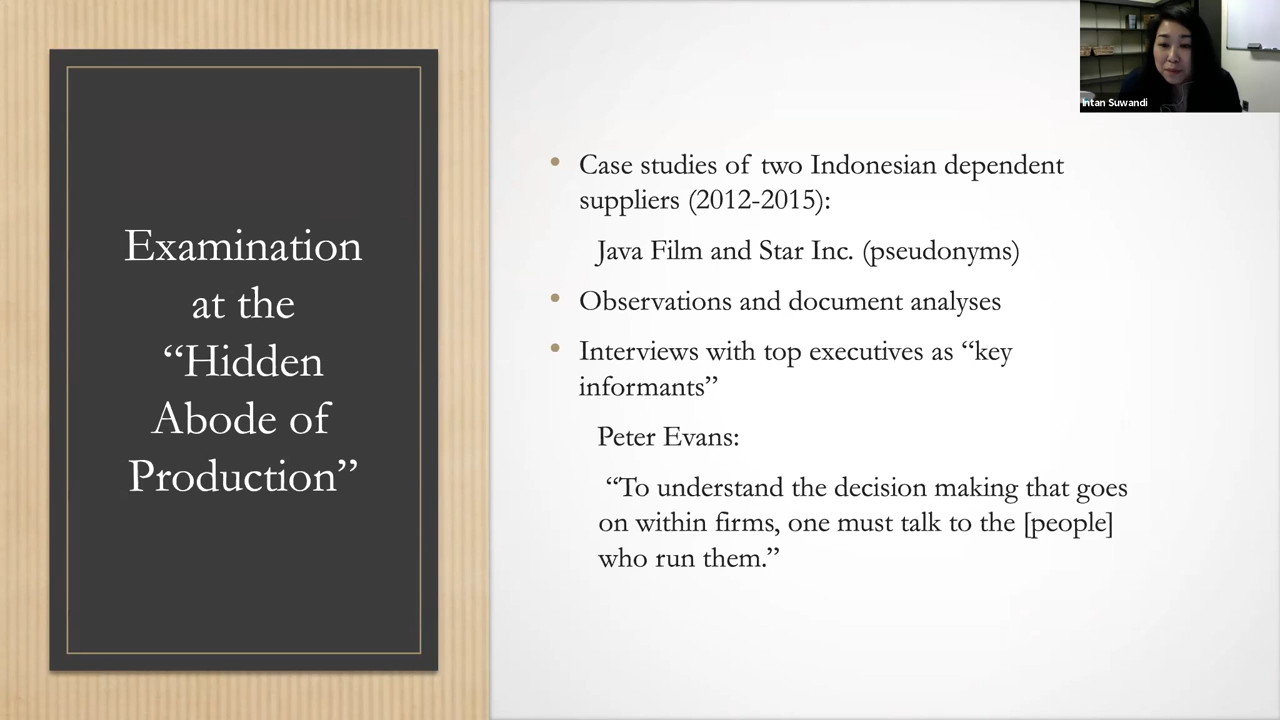 Examination
at the
“Hidden
Abode of
Production”
• Case studies of two Indonesian dependent
suppliers (2012-2015):
Java Film and Star Inc. (pseudonyms)
• Observations and document analyses
• Interviews with top executives as “key
informants”
Peter Evans:
“To understand the decision making that goes
on within firms, one must talk to the [people]
who run them.”
Intan Suwandi